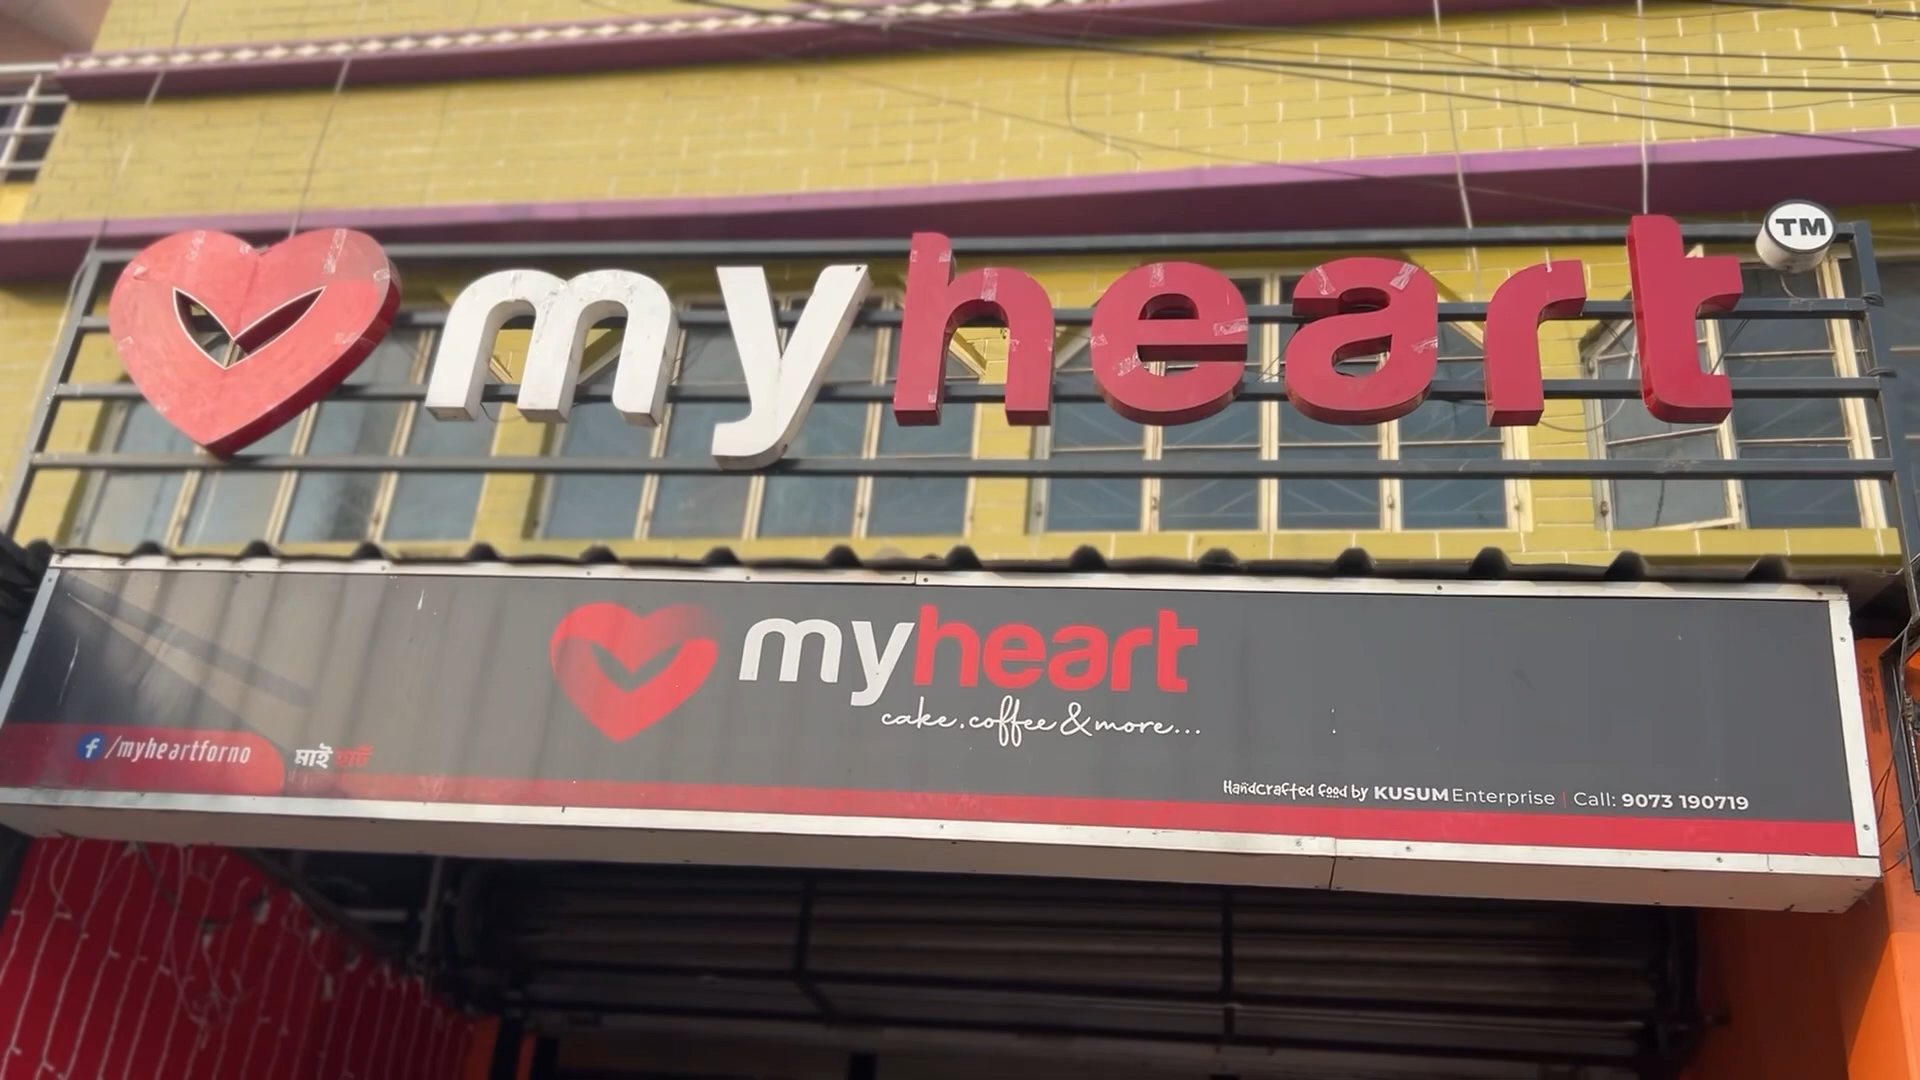 myheart TM
myheart
cake.coffee & more...
/myheartforno
মাই হার্ট
Handcrafted food by KUSUM Enterprise | Call: 9073 190719